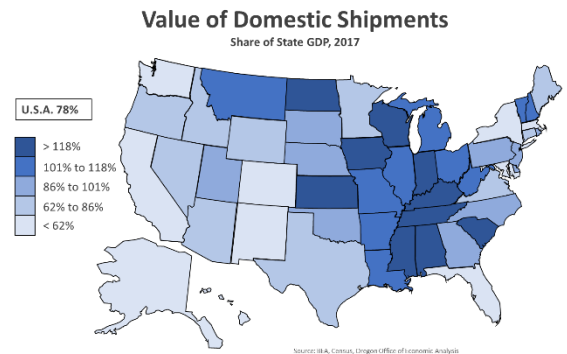 Value of Domestic Shipments
Share of State GDP, 2017
U.S.A. 78%
> 118%
101% to 118%
86% to 101%
62% to 86%
< 62%
Source: BEA, Census, Oregon Office of Economic Analysis